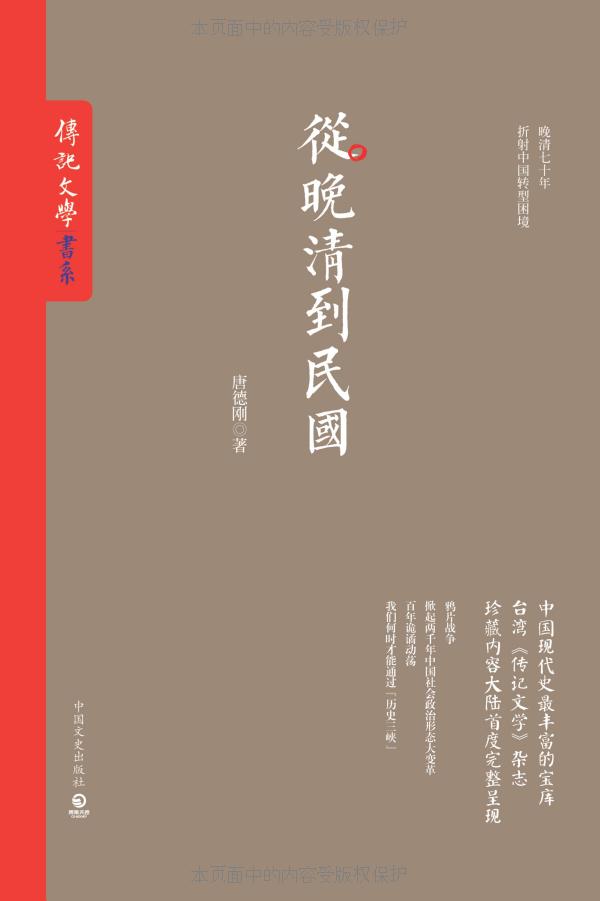 本页面中的内容受版权保护
傳記文學
書系
從晚清到民國
唐德刚◎著
晚清七十年
折射中国转型困境
鸦片战争
掀起两千年中国社会政治形态大变革
百年诡谲动荡
我们何时才能通过「历史三峡」
中国现代史最丰富的宝库
台湾《传记文学》杂志
珍藏内容大陆首度完整呈现
中国文史出版社
本页面中的内容受版权保护